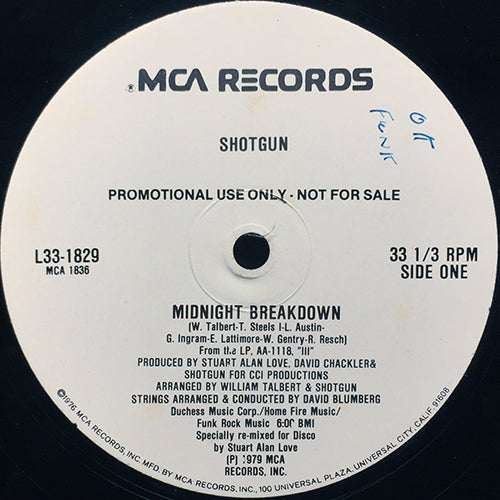 MCA RECORDS
SHOTGUN
OK
FUNK
PROMOTIONAL USE ONLY - NOT FOR SALE
L33-1829
MCA 1836
33 1/3 RPM
SIDE ONE
MIDNIGHT BREAKDOWN
(W. Talbert-T. Steels I-L. Austin-
G. Ingram-E. Lattimore-W. Gentry-R. Resch)
From the LP, AA-1118, "III"
PRODUCED BY STUART ALAN LOVE, DAVID CHACKLER&
SHOTGUN FOR CCI PRODUCTIONS
ARRANGED BY WILLIAM TALBERT & SHOTGUN
STRINGS ARRANGED & CONDUCTED BY DAVID BLUMBERG
Duchess Music Corp./Home Fire Music/
Funk Rock Music 6:00 BMI
Specially re-mixed for Disco
by Stuart Alan Love
(P) 1979 MCA
RECORDS, INC.
©1976 MCA RECORDS, INC. MFD. BY MCA RECORDS, INC., 100 UNIVERSAL PLAZA, UNIVERSAL CITY, CALIF. 91608